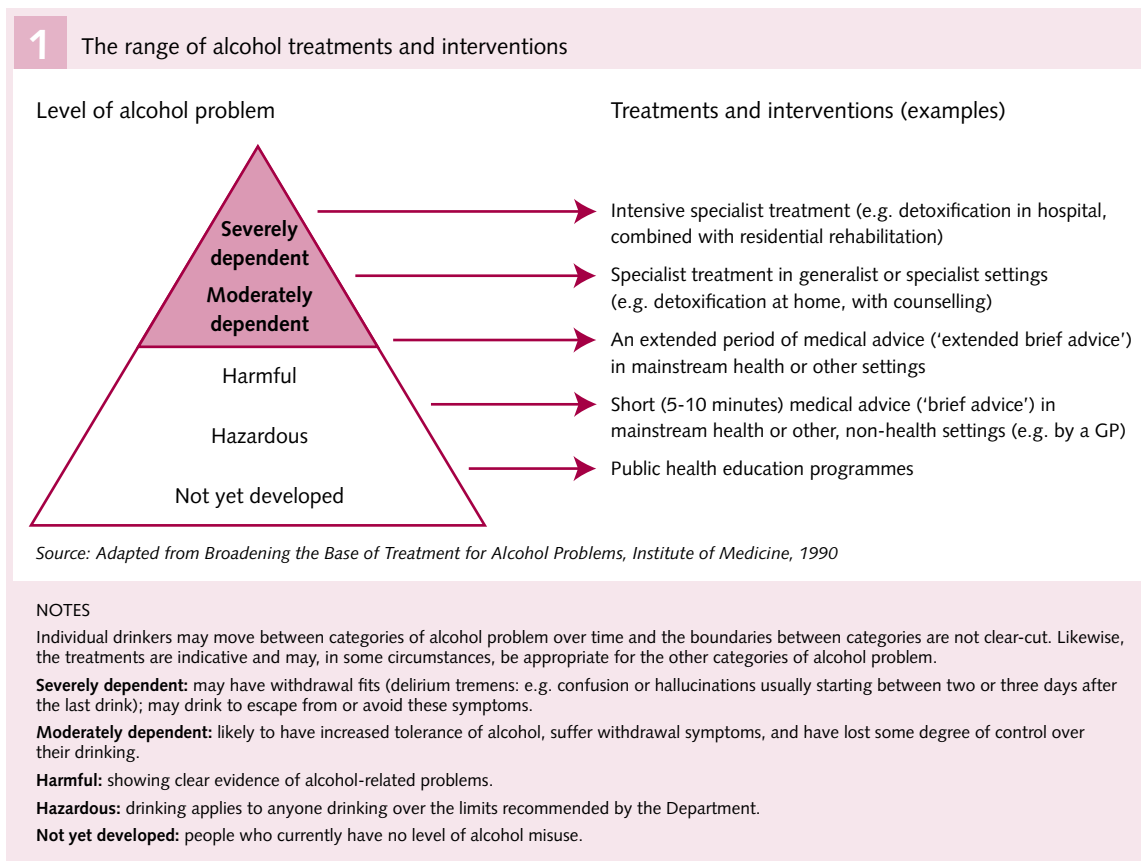 1
The range of alcohol treatments and interventions
Level of alcohol problem
Treatments and interventions (examples)
Severely
dependent
Moderately
dependent
Harmful
Hazardous
Not yet developed
Intensive specialist treatment (e.g. detoxification in hospital,
combined with residential rehabilitation)
Specialist treatment in generalist or specialist settings
(e.g. detoxification at home, with counselling)
An extended period of medical advice (‘extended brief advice’)
in mainstream health or other settings
Short (5-10 minutes) medical advice (‘brief advice’) in
mainstream health or other, non-health settings (e.g. by a GP)
Public health education programmes
Source: Adapted from Broadening the Base of Treatment for Alcohol Problems, Institute of Medicine, 1990
NOTES
Individual drinkers may move between categories of alcohol problem over time and the boundaries between categories are not clear-cut. Likewise,
the treatments are indicative and may, in some circumstances, be appropriate for the other categories of alcohol problem.
Severely dependent: may have withdrawal fits (delirium tremens: e.g. confusion or hallucinations usually starting between two or three days after
the last drink); may drink to escape from or avoid these symptoms.
Moderately dependent: likely to have increased tolerance of alcohol, suffer withdrawal symptoms, and have lost some degree of control over
their drinking.
Harmful: showing clear evidence of alcohol-related problems.
Hazardous: drinking applies to anyone drinking over the limits recommended by the Department.
Not yet developed: people who currently have no level of alcohol misuse.